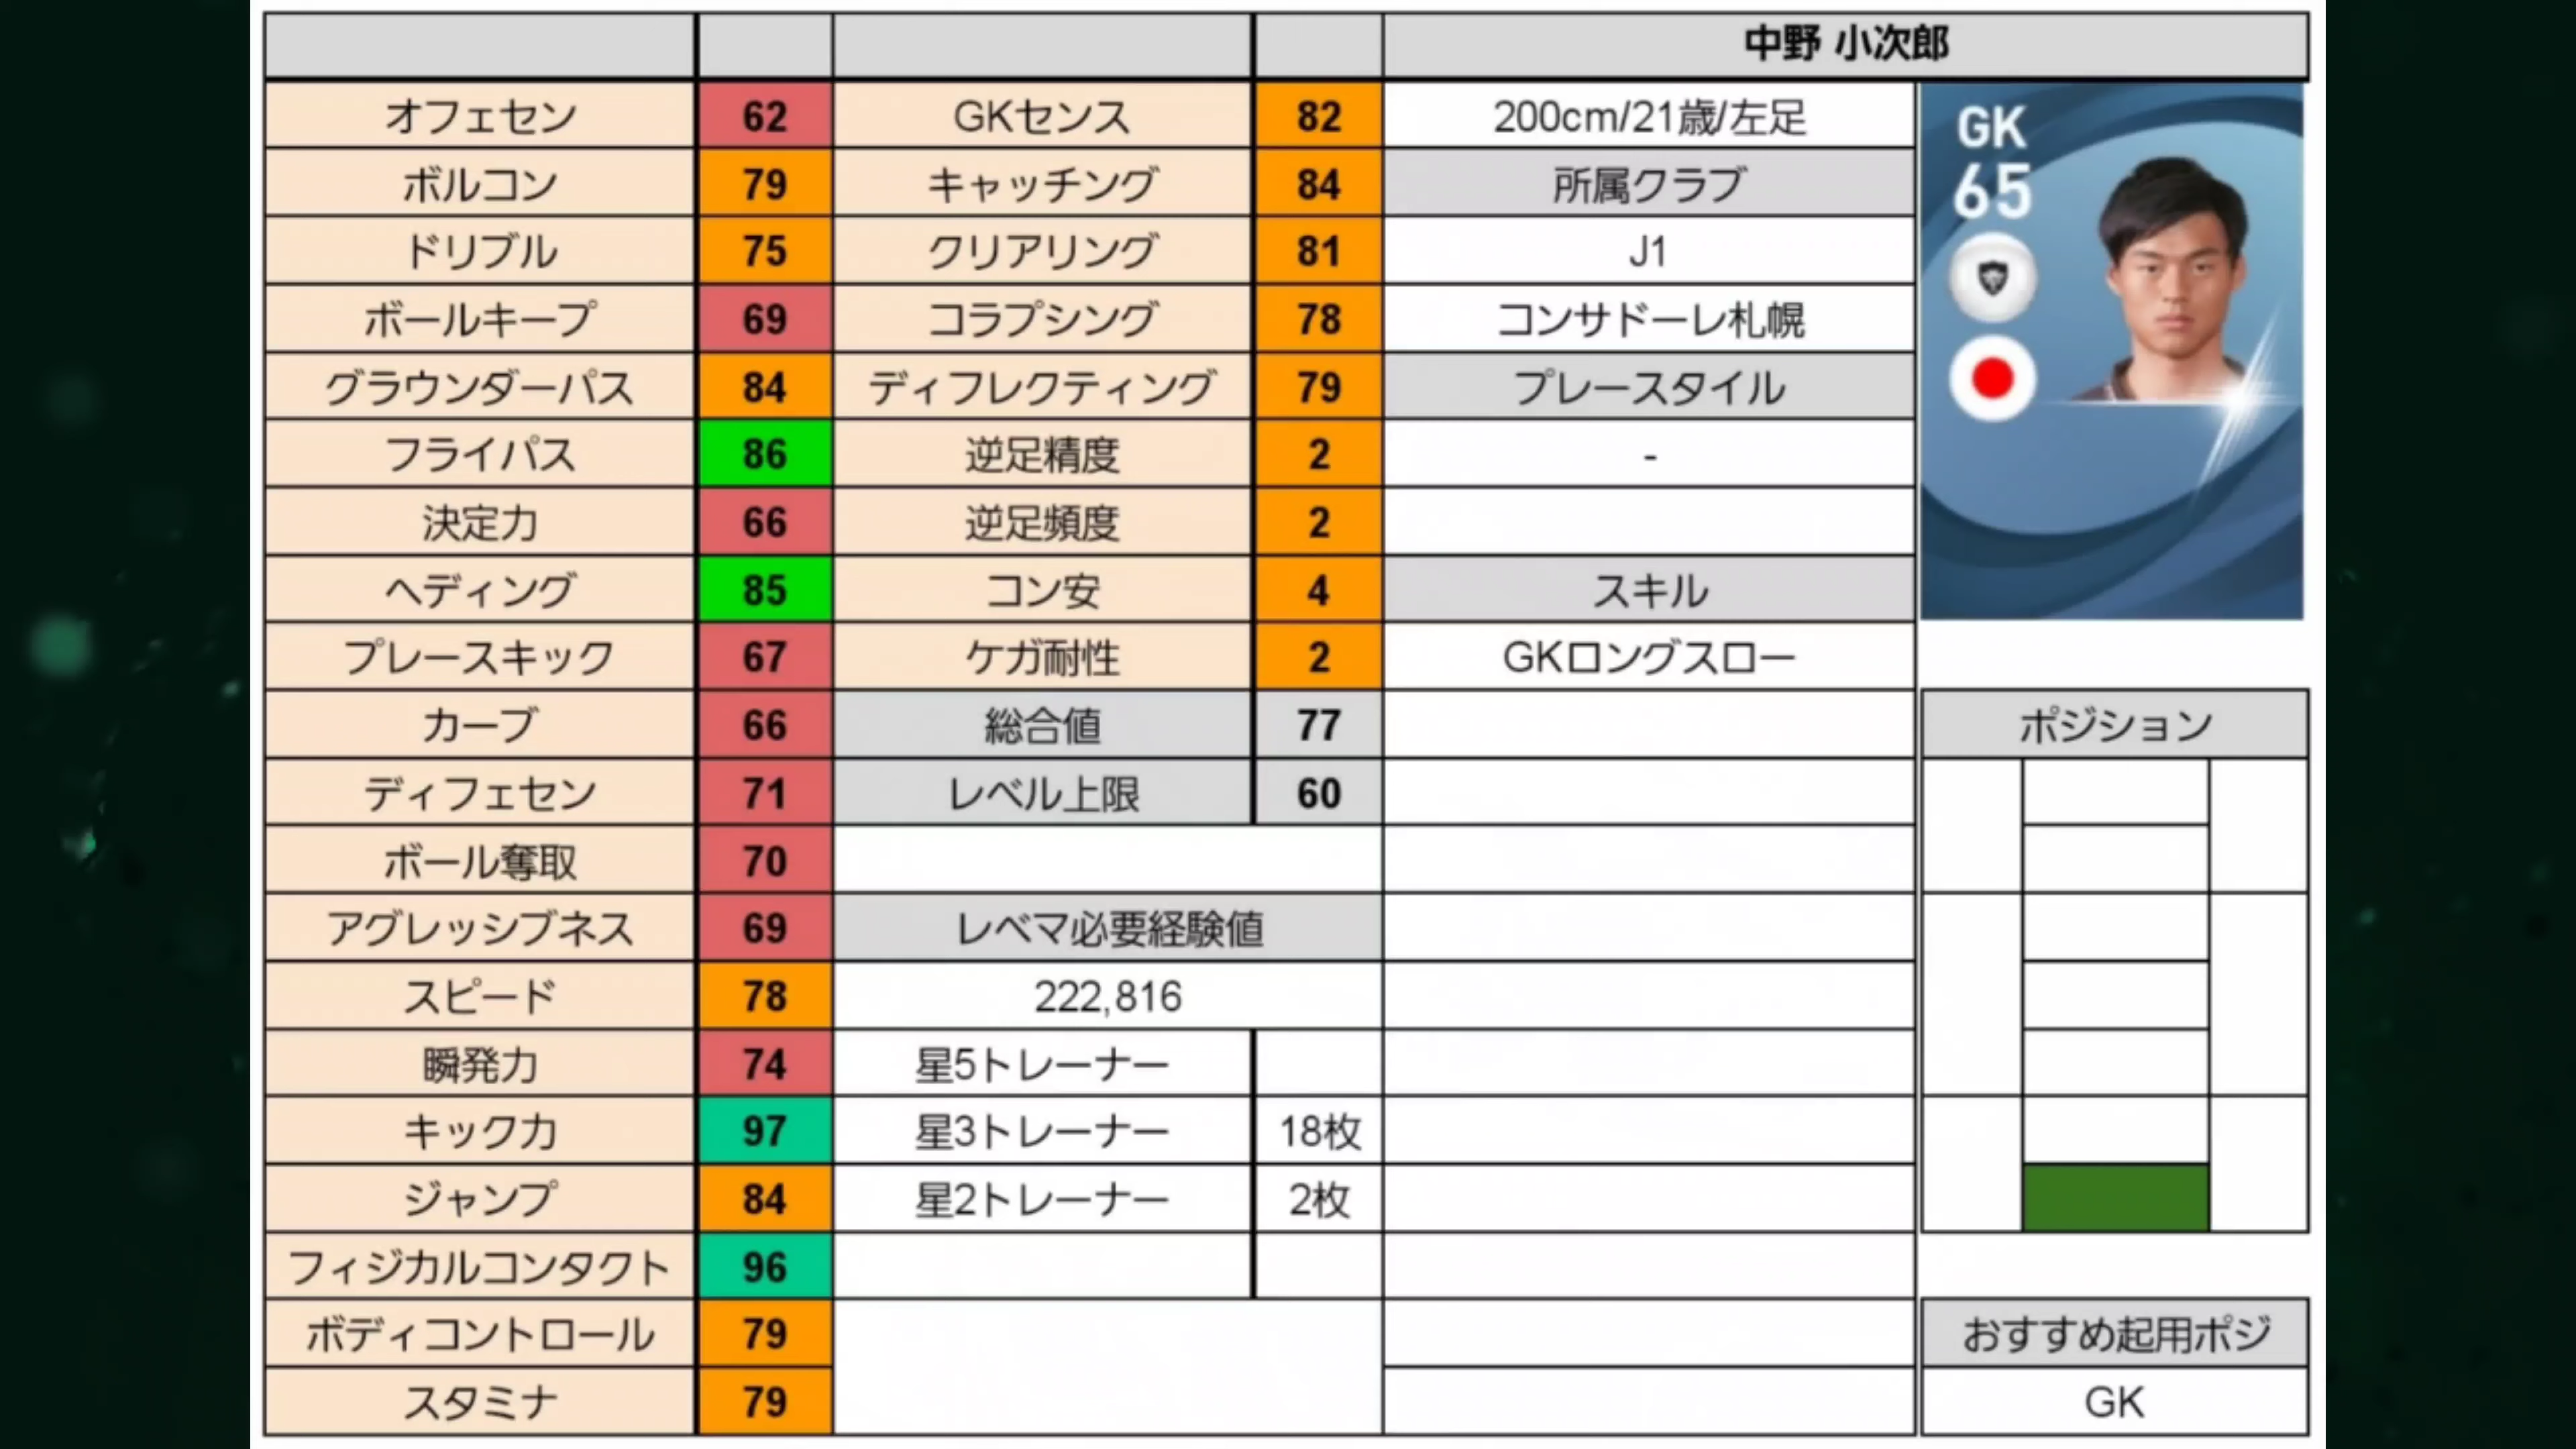 中野 小次郎
オフェセン 62 GKセンス 82 200cm/21歳/左足
GK
65
ボルコン 79 キャッチング 84 所属クラブ
ドリブル 75 クリアリング 81 J1
ボールキープ 69 コラプシング 78 コンサドーレ札幌
グラウンダーパス 84 ディフレクティング 79 プレースタイル
フライパス 86 逆足精度 2 -
決定力 66 逆足頻度 2
ヘディング 85 コン安 4 スキル
プレースキック 67 ケガ耐性 2 GKロングスロー
カーブ 66 総合値 77 ポジション
ディフェセン 71 レベル上限 60
ボール奪取 70
アグレッシブネス 69 レベマ必要経験値
スピード 78 222,816
瞬発力 74 星5トレーナー
キック力 97 星3トレーナー 18枚
ジャンプ 84 星2トレーナー 2枚
フィジカルコンタクト 96
ボディコントロール 79 おすすめ起用ポジ
スタミナ 79 GK